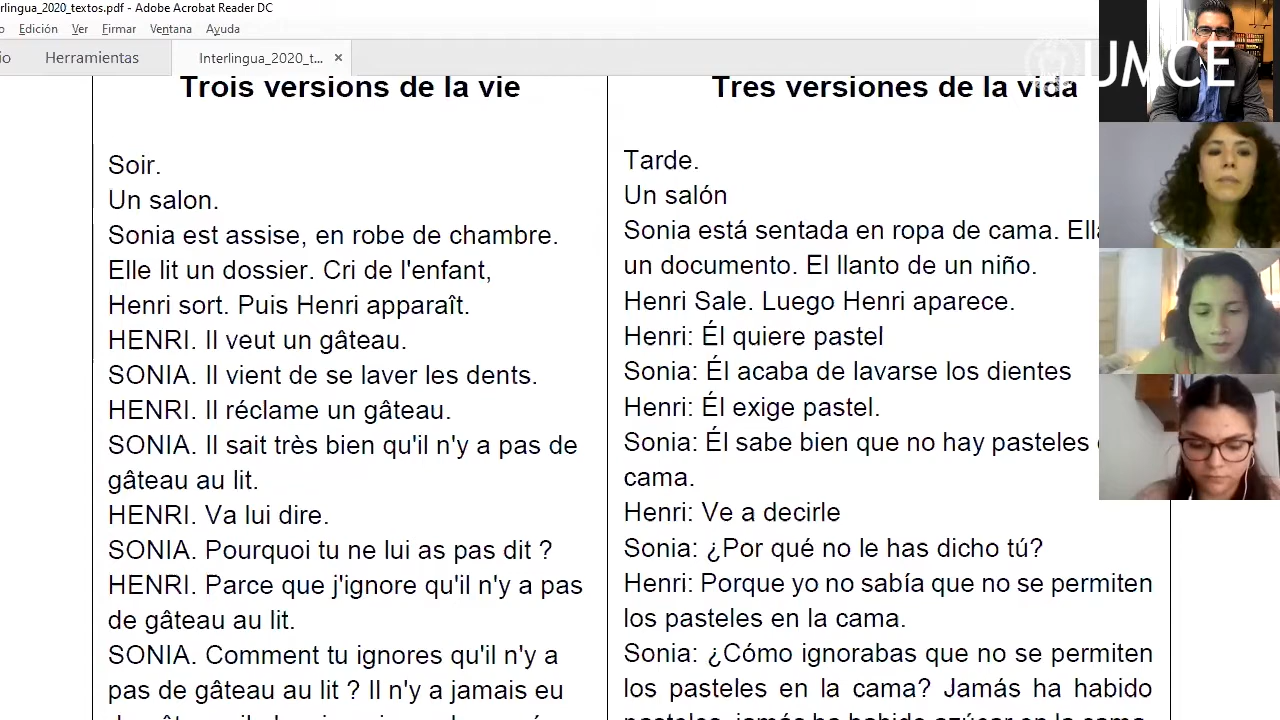 rlingua_2020_textos.pdf - Adobe Acrobat Reader DC
o Edición Ver Firmar Ventana Ayuda
io Herramientas Interlingua_2020_t... ×
UMCE
Trois versions de la vie
Soir.
Un salon.
Sonia est assise, en robe de chambre.
Elle lit un dossier. Cri de l'enfant,
Henri sort. Puis Henri apparaît.
HENRI. Il veut un gâteau.
SONIA. Il vient de se laver les dents.
HENRI. Il réclame un gâteau.
SONIA. Il sait très bien qu'il n'y a pas de
gâteau au lit.
HENRI. Va lui dire.
SONIA. Pourquoi tu ne lui as pas dit ?
HENRI. Parce que j'ignore qu'il n'y a pas
de gâteau au lit.
SONIA. Comment tu ignores qu'il n'y a
pas de gâteau au lit ? Il n'y a jamais eu
Tres versiones de la vida
Tarde.
Un salón
Sonia está sentada en ropa de cama. Ella
un documento. El llanto de un niño.
Henri Sale. Luego Henri aparece.
Henri: Él quiere pastel
Sonia: Él acaba de lavarse los dientes
Henri: Él exige pastel.
Sonia: Él sabe bien que no hay pasteles
cama.
Henri: Ve a decirle
Sonia: ¿Por qué no le has dicho tú?
Henri: Porque yo no sabía que no se permiten
los pasteles en la cama.
Sonia: ¿Cómo ignorabas que no se permiten
los pasteles en la cama? Jamás ha habido
pasteles, jamás ha habido azúcar en la cama